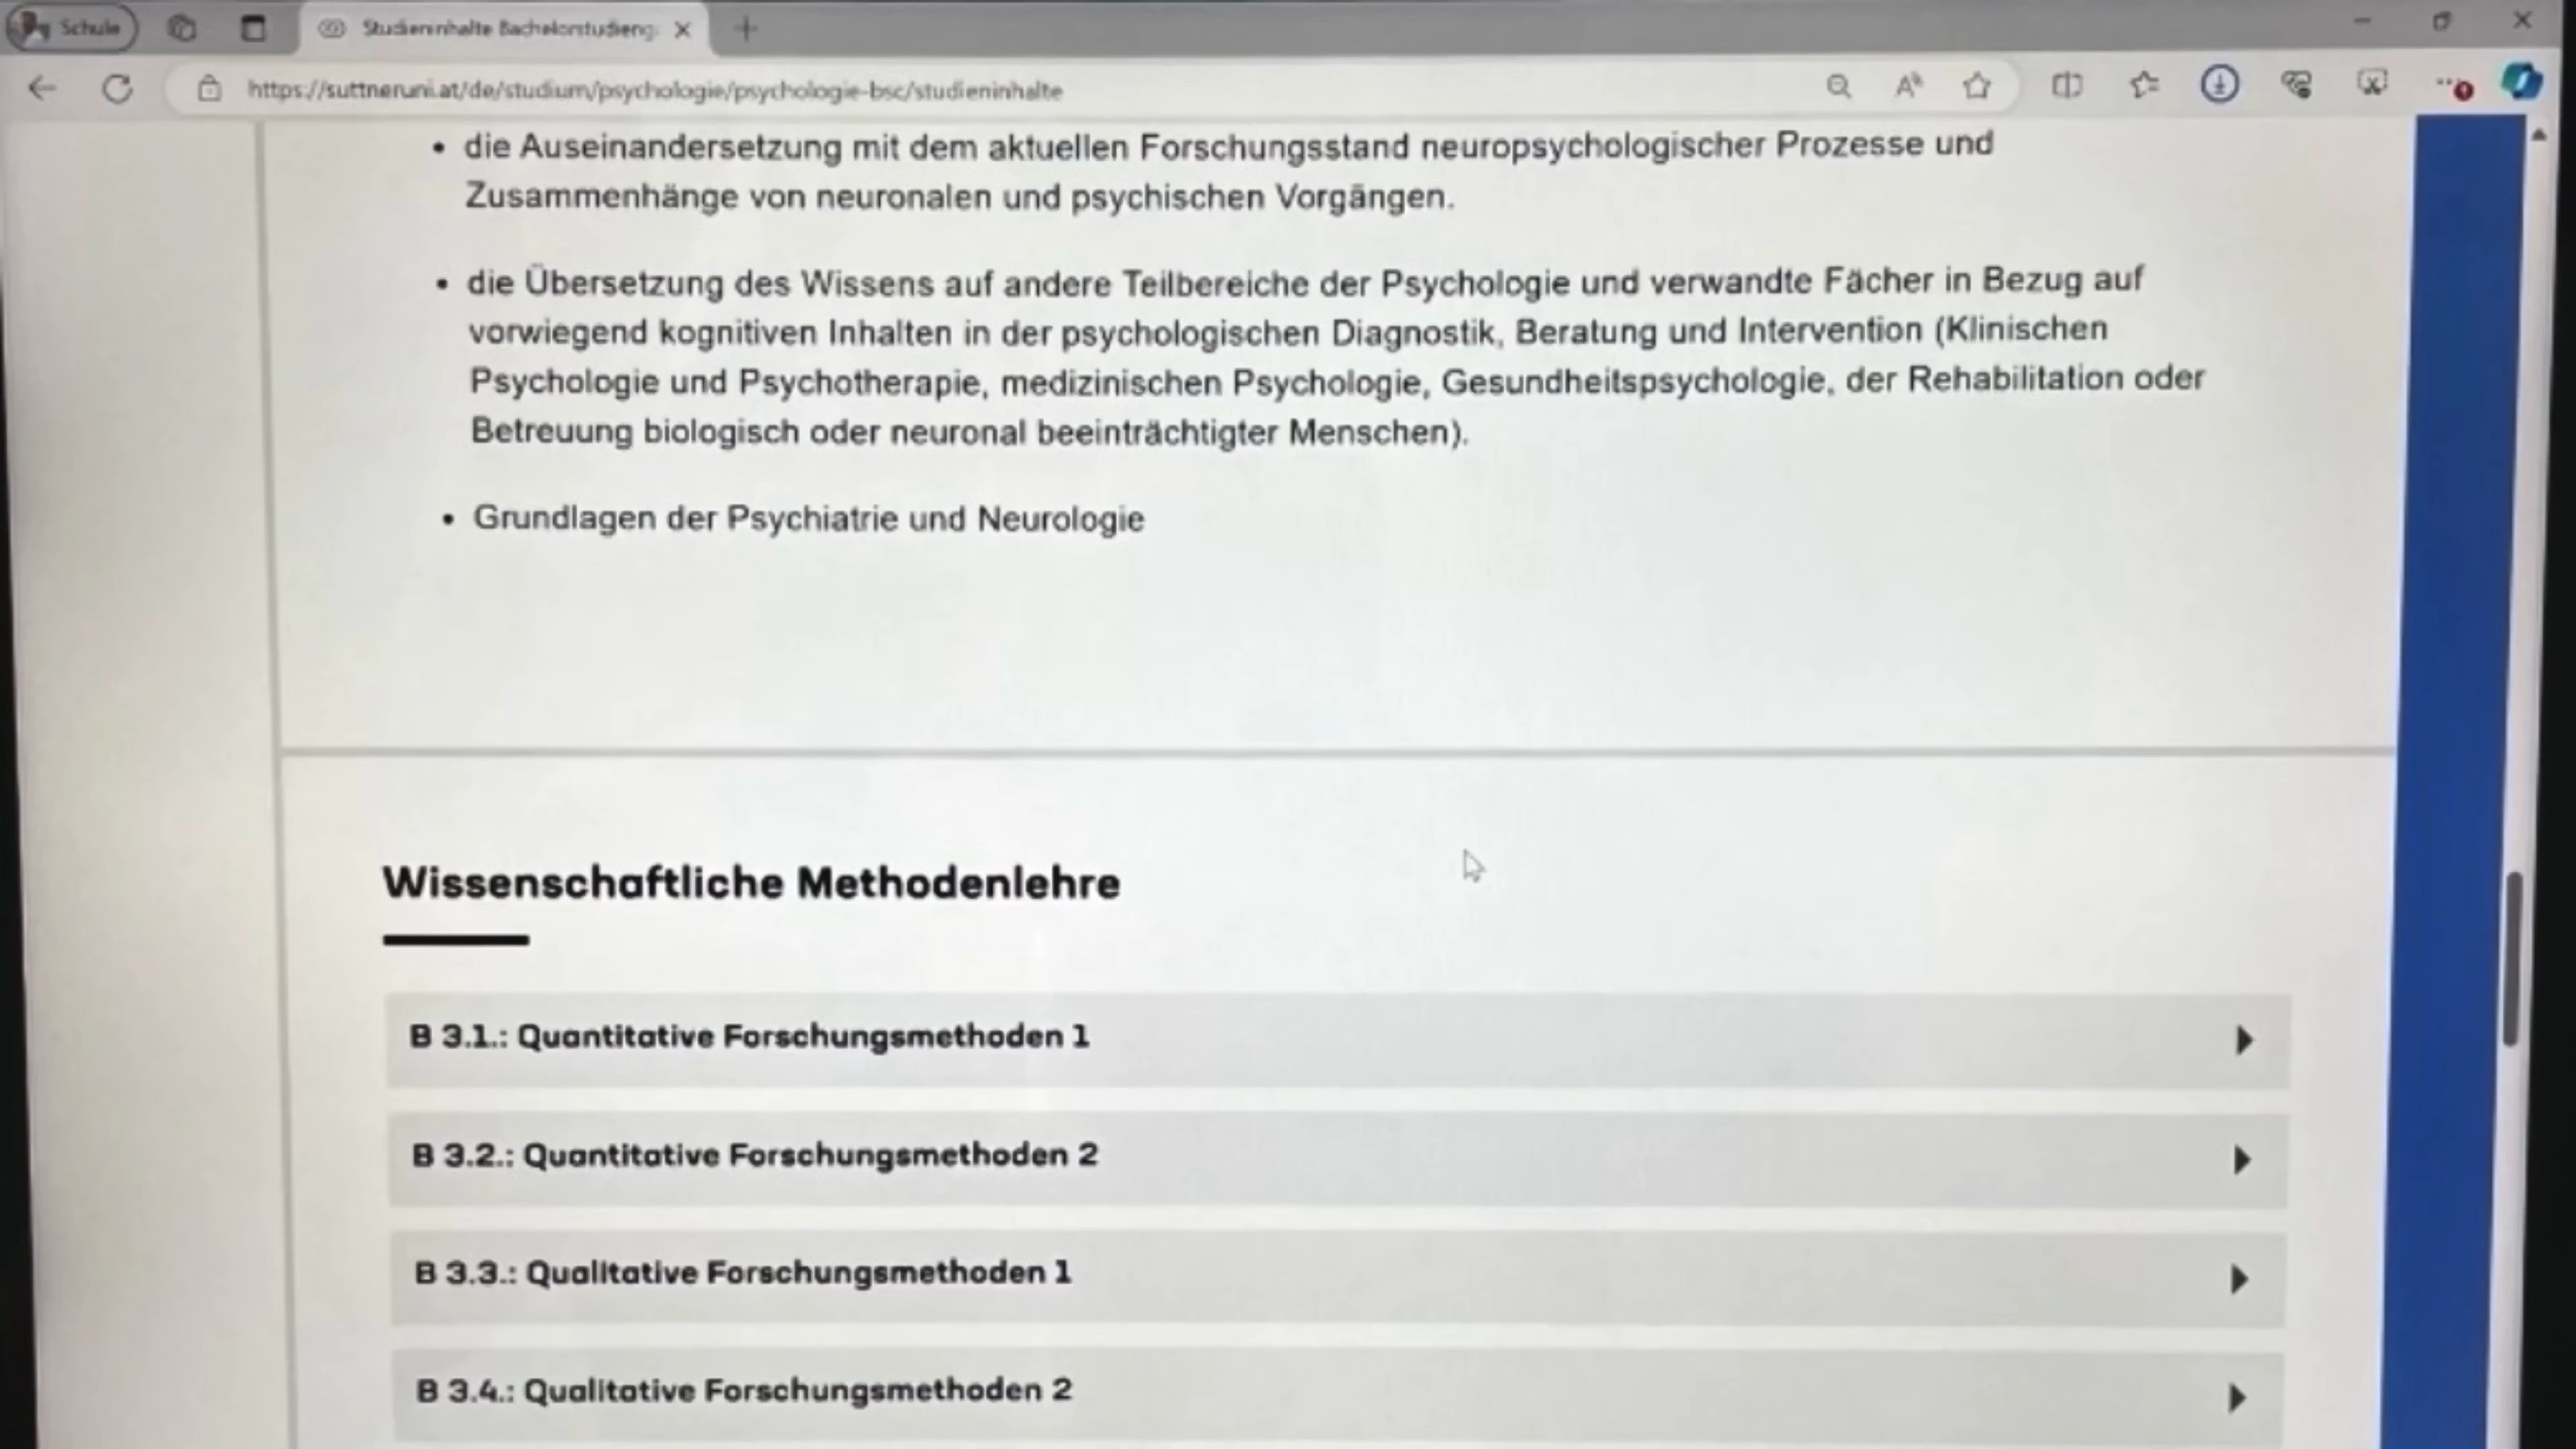 Schule
Studieninhalte Bachelorstudieng
https://suttneruni.at/de/studium/psychologie/psychologie-bsc/studieninhalte
• die Auseinandersetzung mit dem aktuellen Forschungsstand neuropsychologischer Prozesse und
Zusammenhänge von neuronalen und psychischen Vorgängen.
• die Übersetzung des Wissens auf andere Teilbereiche der Psychologie und verwandte Fächer in Bezug auf
vorwiegend kognitiven Inhalten in der psychologischen Diagnostik, Beratung und Intervention (Klinischen
Psychologie und Psychotherapie, medizinischen Psychologie, Gesundheitspsychologie, der Rehabilitation oder
Betreuung biologisch oder neuronal beeinträchtigter Menschen).
• Grundlagen der Psychiatrie und Neurologie
Wissenschaftliche Methodenlehre
B 3.1.: Quantitative Forschungsmethoden 1
B 3.2.: Quantitative Forschungsmethoden 2
B 3.3.: Qualitative Forschungsmethoden 1
B 3.4.: Qualitative Forschungsmethoden 2